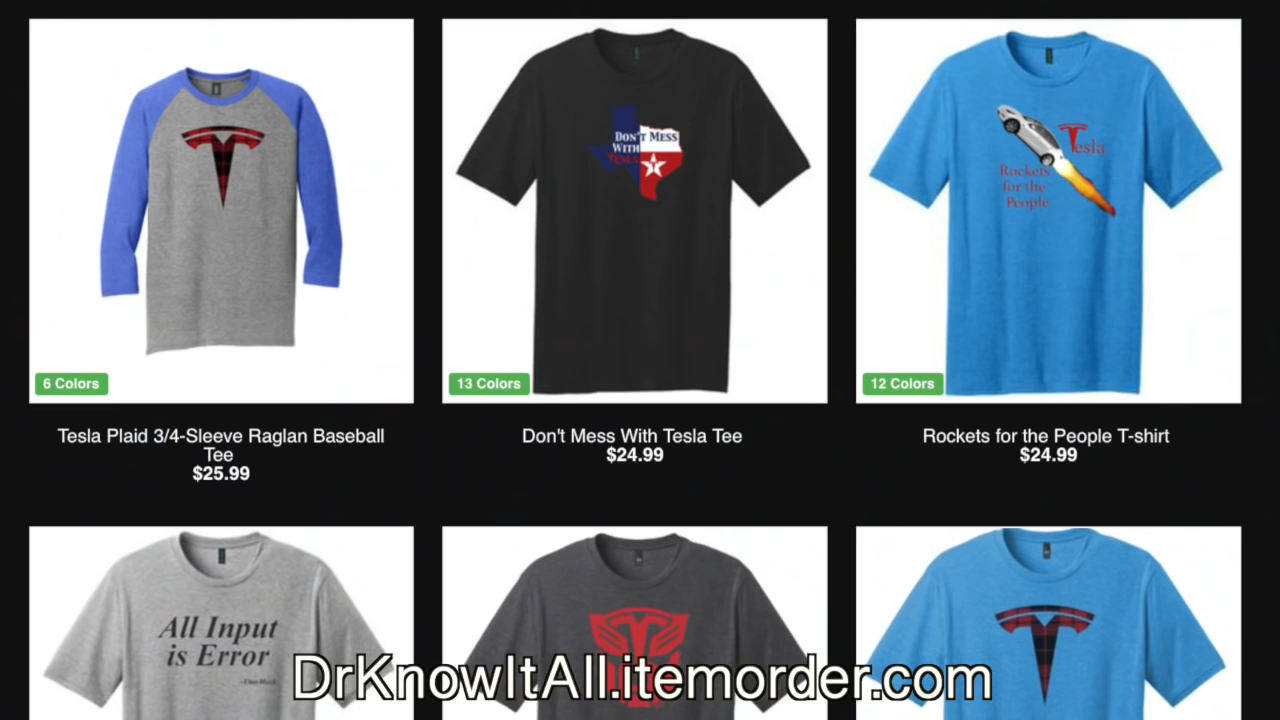 DON'T MESS
WITH
TESLA
Tesla
Rockets
for the
People
6 Colors
13 Colors
12 Colors
Tesla Plaid 3/4-Sleeve Raglan Baseball
Tee
$25.99
Don't Mess With Tesla Tee
$24.99
Rockets for the People T-shirt
$24.99
All Input
is Error
DrKnowItAll.itemorder.com